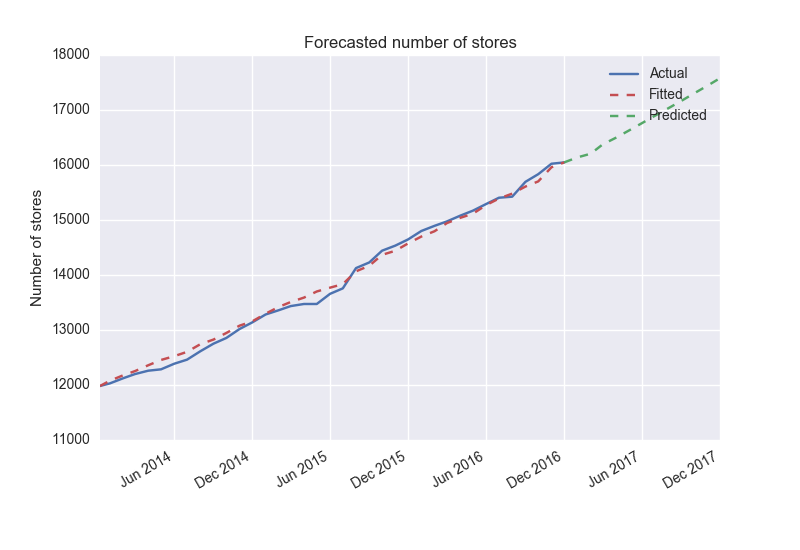 Forecasted number of stores
18000
17000
16000
15000
14000
13000
12000
11000
Number of stores
Actual
Fitted
Predicted
Jun 2014
Dec 2014
Jun 2015
Dec 2015
Jun 2016
Dec 2016
Jun 2017
Dec 2017